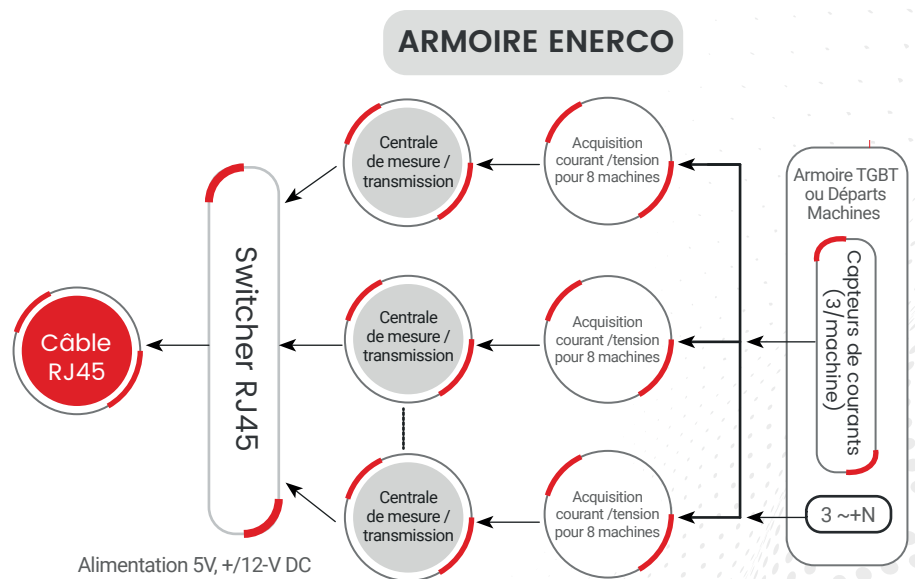 ARMOIRE ENERCO
Centrale
de mesure /
transmission
Acquisition
courant /tension
pour 8 machines
Armoire TGBT
ou Départs
Machines
Capteurs de courants
(3/machine)
3 ~+N
Switcher RJ45
Câble
RJ45
Centrale
de mesure /
transmission
Acquisition
courant /tension
pour 8 machines
Centrale
de mesure /
transmission
Acquisition
courant /tension
pour 8 machines
Alimentation 5V, +/12-V DC